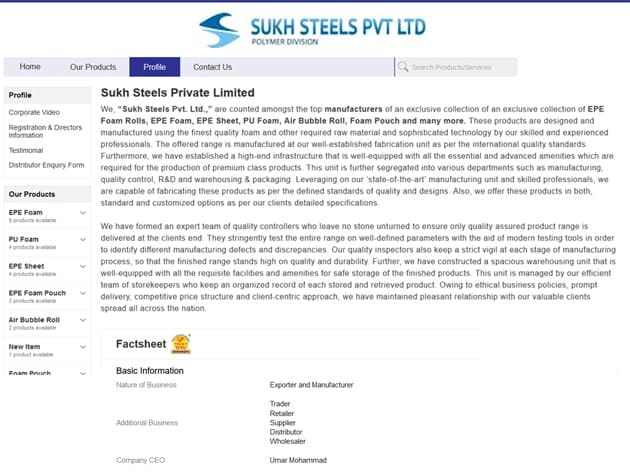 SUKH STEELS PVT LTD
POLYMER DIVISION
Home Our Products Profile Contact Us Search Products/Services
Profile
Corporate Video
Registration & Directors
Information
Testimonial
Distributor Enquiry Form
Our Products
EPE Foam
8 products available
PU Foam
4 products available
EPE Sheet
4 products available
EPE Foam Pouch
3 products available
Air Bubble Roll
2 products available
New Item
1 product available
Foam Pouch
Sukh Steels Private Limited
We, “Sukh Steels Pvt. Ltd.,” are counted amongst the top manufacturers of an exclusive collection of an exclusive collection of EPE
Foam Rolls, EPE Foam, EPE Sheet, PU Foam, Air Bubble Roll, Foam Pouch and many more. These products are designed and
manufactured using the finest quality foam and other required raw material and sophisticated technology by our skilled and experienced
professionals. The offered range is manufactured at our well-established fabrication unit as per the international quality standards.
Furthermore, we have established a high-end infrastructure that is well-equipped with all the essential and advanced amenities which are
required for the production of premium class products. This unit is further segregated into various departments such as manufacturing,
quality control, R&D and warehousing & packaging. Leveraging on our ‘state-of-the-art’ manufacturing unit and skilled professionals, we
are capable of fabricating these products as per the defined standards of quality and designs. Also, we offer these products in both,
standard and customized options as per our clients detailed specifications.
We have formed an expert team of quality controllers who leave no stone unturned to ensure only quality assured product range is
delivered at the clients end. They stringently test the entire range on well-defined parameters with the aid of modern testing tools in order
to identify different manufacturing defects and discrepancies. Our quality inspectors also keep a strict vigil at each stage of manufacturing
process, so that the finished range stands high on quality and durability. Further, we have constructed a spacious warehousing unit that is
well-equipped with all the requisite facilities and amenities for safe storage of the finished products. This unit is managed by our efficient
team of storekeepers who keep an organized record of each stored and retrieved product. Owing to ethical business policies, prompt
delivery, competitive price structure and client-centric approach, we have maintained pleasant relationship with our valuable clients
spread all across the nation.
Factsheet
Basic Information
Nature of Business Exporter and Manufacturer
Additional Business Trader
Retailer
Supplier
Distributor
Wholesaler
Company CEO Umar Mohammad